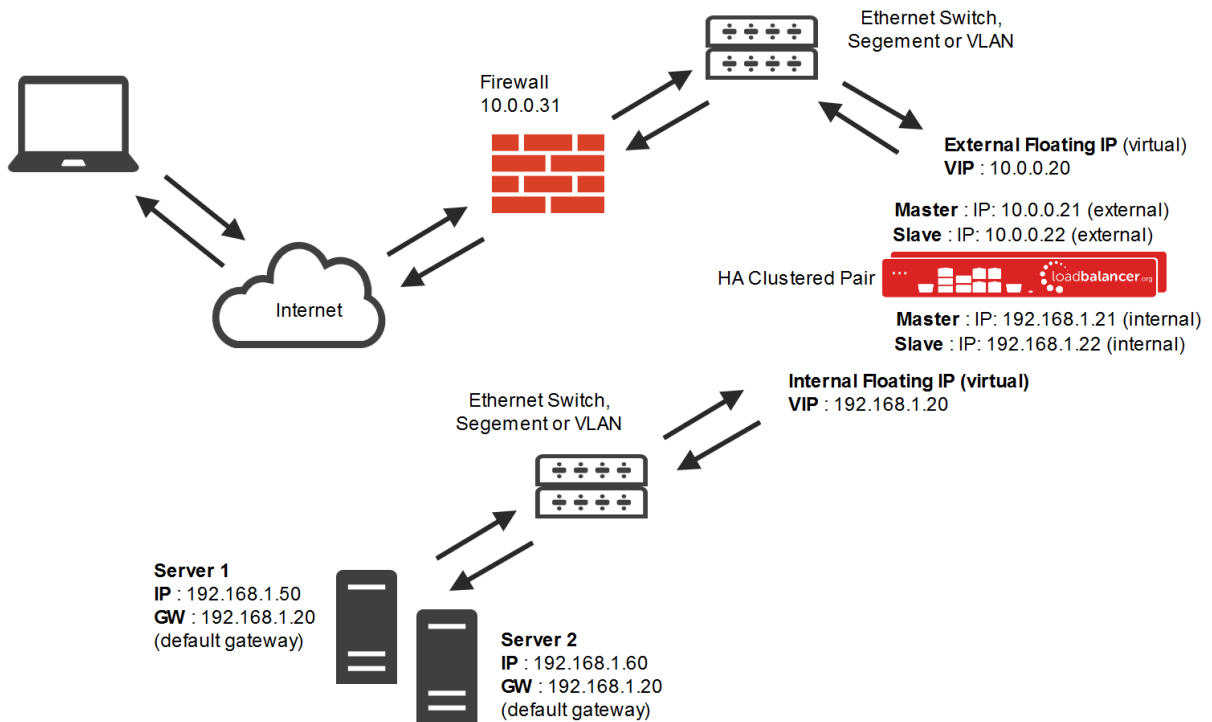 Ethernet Switch,
Segement or VLAN
Firewall
10.0.0.31
External Floating IP (virtual)
VIP : 10.0.0.20
Master : IP: 10.0.0.21 (external)
Slave : IP: 10.0.0.22 (external)
HA Clustered Pair
loadbalancer.org
Internet
Master : IP: 192.168.1.21 (internal)
Slave : IP: 192.168.1.22 (internal)
Internal Floating IP (virtual)
VIP : 192.168.1.20
Ethernet Switch,
Segement or VLAN
Server 1
IP : 192.168.1.50
GW : 192.168.1.20
(default gateway)
Server 2
IP : 192.168.1.60
GW : 192.168.1.20
(default gateway)